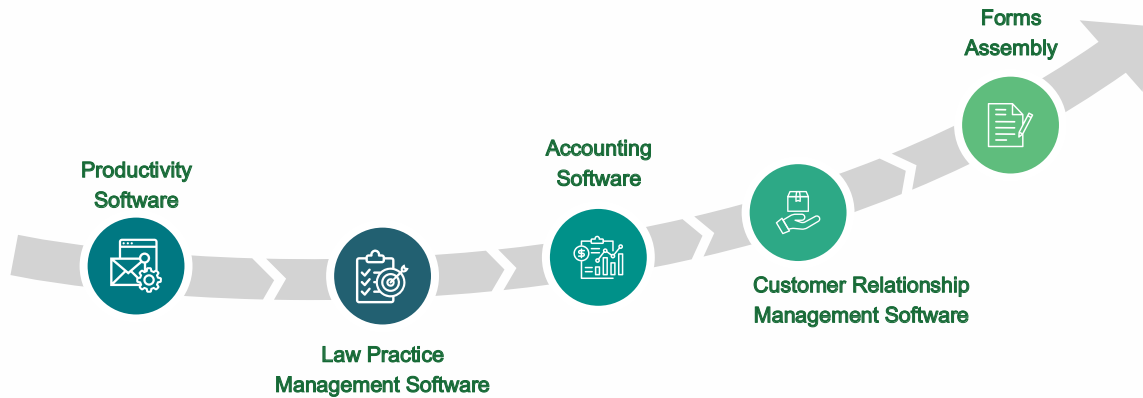 Productivity
Software
Law Practice
Management Software
Accounting
Software
Customer Relationship
Management Software
Forms
Assembly